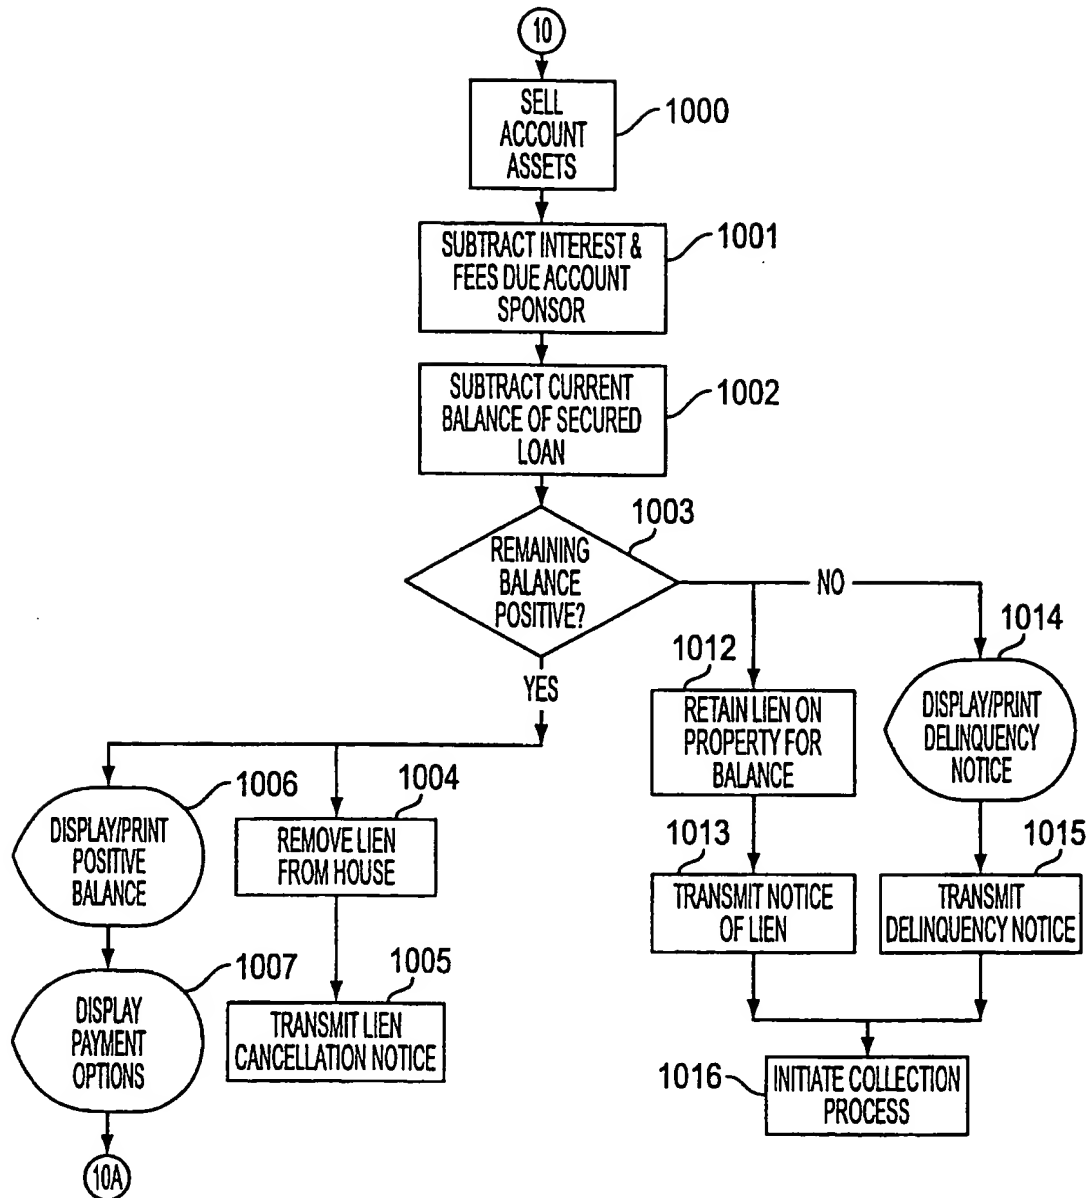 10
SELL
ACCOUNT
ASSETS
1000
SUBTRACT INTEREST &
FEES DUE ACCOUNT
SPONSOR
1001
SUBTRACT CURRENT
BALANCE OF SECURED
LOAN
1002
REMAINING
BALANCE
POSITIVE?
1003
NO
YES
1006
DISPLAY/PRINT
POSITIVE
BALANCE
1004
REMOVE LIEN
FROM HOUSE
1012
RETAIN LIEN ON
PROPERTY FOR
BALANCE
1014
DISPLAY/PRINT
DELINQUENCY
NOTICE
1007
DISPLAY
PAYMENT
OPTIONS
1005
TRANSMIT LIEN
CANCELLATION NOTICE
1013
TRANSMIT NOTICE
OF LIEN
1015
TRANSMIT
DELINQUENCY NOTICE
1016
INITIATE COLLECTION
PROCESS
10A